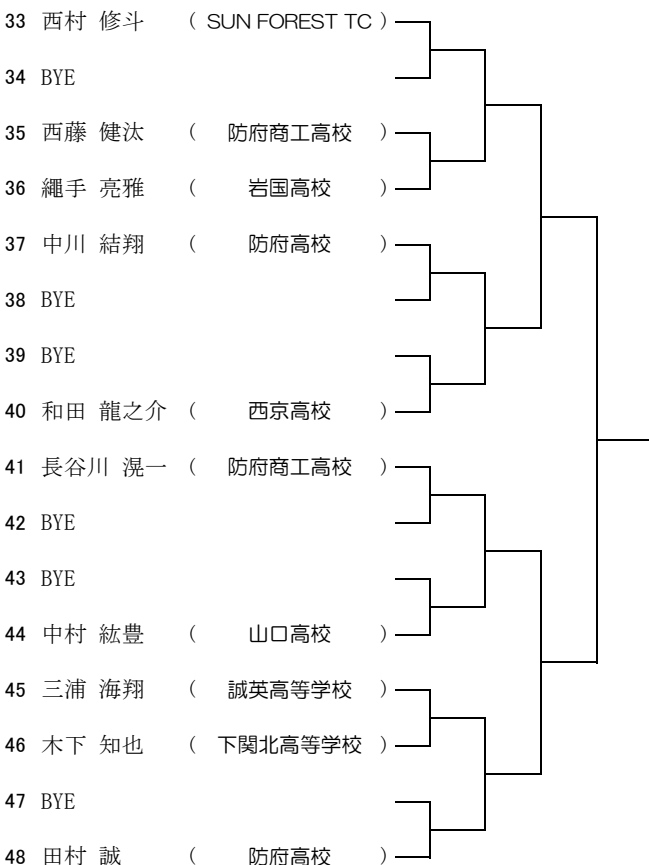 33 西村 修斗 ( SUN FOREST TC )
34 BYE
35 西藤 健汰 ( 防府商工高校 )
36 繩手 亮雅 ( 岩国高校 )
37 中川 結翔 ( 防府高校 )
38 BYE
39 BYE
40 和田 龍之介 ( 西京高校 )
41 長谷川 滉一 ( 防府商工高校 )
42 BYE
43 BYE
44 中村 紘豊 ( 山口高校 )
45 三浦 海翔 ( 誠英高等学校 )
46 木下 知也 ( 下関北高等学校 )
47 BYE
48 田村 誠 ( 防府高校 )